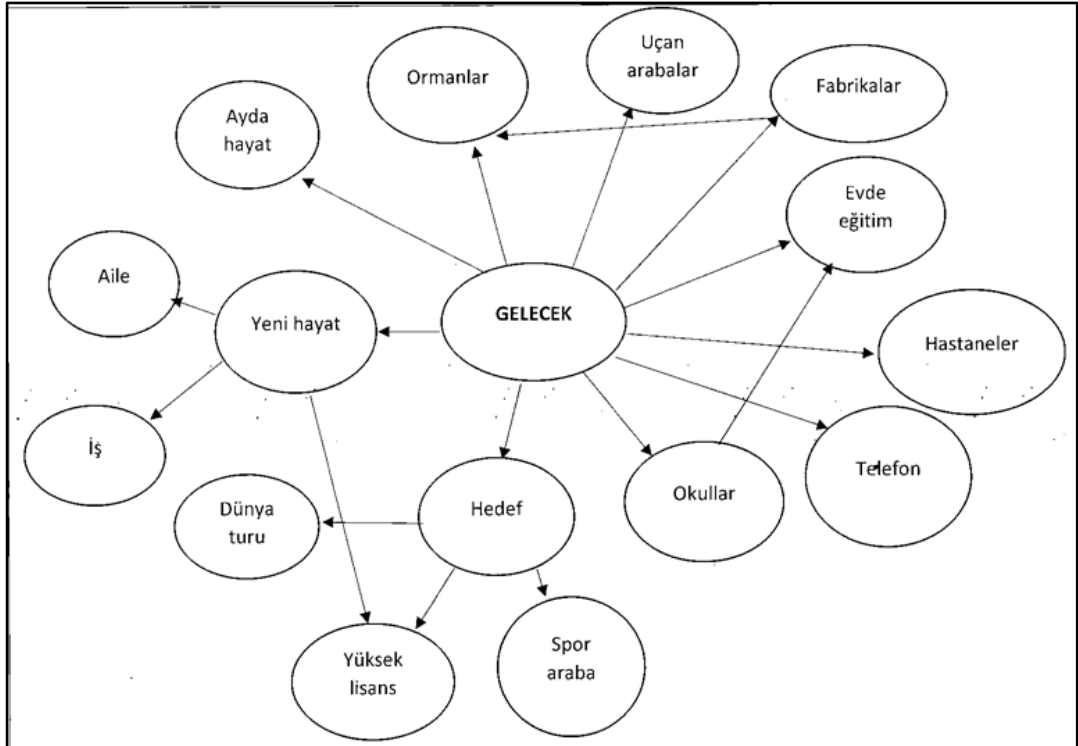 Uçan
arabalar
Ormanlar
Fabrikalar
Ayda
hayat
Evde
eğitim
Aile
Yeni hayat
GELECEK
Hastaneler
İş
Telefon
Okullar
Hedef
Dünya
turu
Yüksek
lisans
Spor
araba